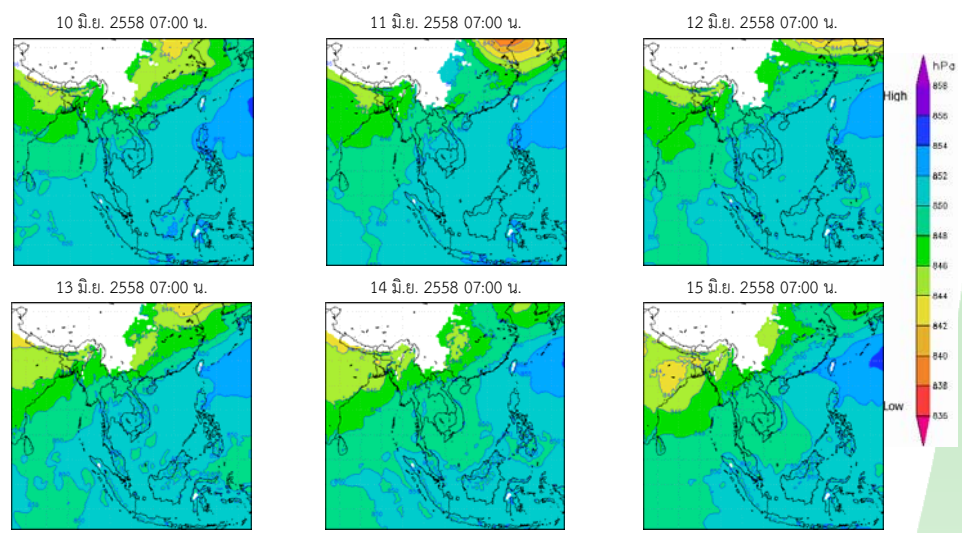 10 มิ.ย. 2558 07:00 น.
11 มิ.ย. 2558 07:00 น.
12 มิ.ย. 2558 07:00 น.
13 มิ.ย. 2558 07:00 น.
14 มิ.ย. 2558 07:00 น.
15 มิ.ย. 2558 07:00 น.
hPa
858
High
856
854
852
850
848
846
844
842
840
838
Low
836